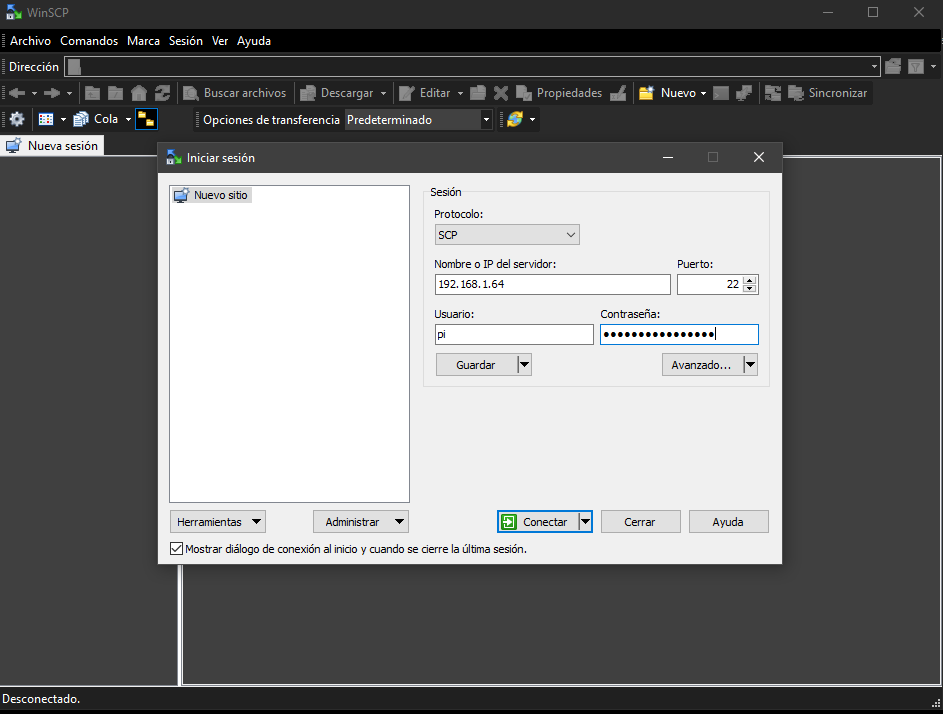 WinSCP
Archivo Comandos Marca Sesión Ver Ayuda
Dirección
Buscar archivos Descargar Editar Propiedades Nuevo Sincronizar
Cola Opciones de transferencia Predeterminado
Nueva sesión
Iniciar sesión
Nuevo sitio
Sesión
Protocolo:
SCP
Nombre o IP del servidor: Puerto:
192.168.1.64 22
Usuario: Contraseña:
pi ●●●●●●●●●●●●●●●●
Guardar Avanzado...
Herramientas Administrar Conectar Cerrar Ayuda
Mostrar diálogo de conexión al inicio y cuando se cierre la última sesión.
Desconectado.